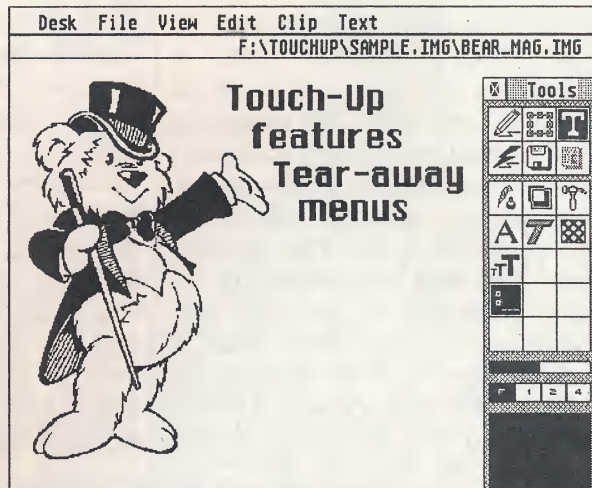 Desk File View Edit Clip Text
F:\TOUCHUP\SAMPLE.IMG\BEAR_MAG.IMG
Touch-Up
features
Tear-away
menus
Tools
F 1 2 4